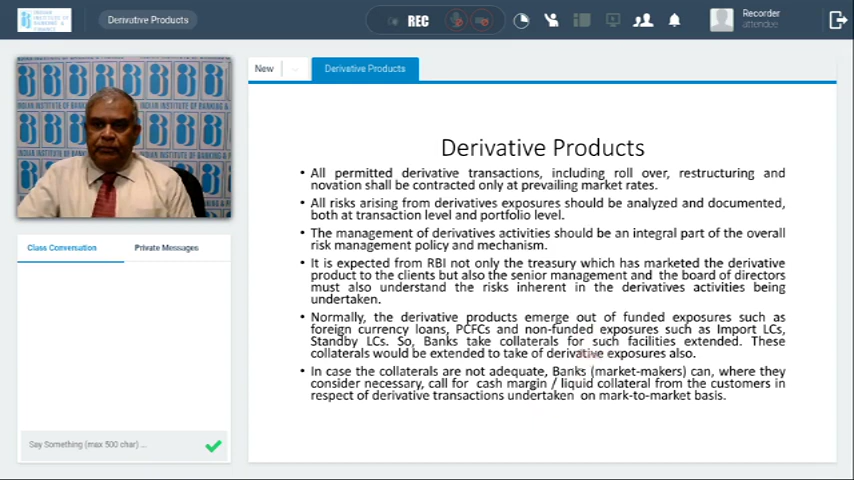 INDIAN INSTITUTE OF BANKING & FINANCE
Derivative Products
REC
Recorder
attendee
New
Derivative Products
Derivative Products
• All permitted derivative transactions, including roll over, restructuring and
novation shall be contracted only at prevailing market rates.
• All risks arising from derivatives exposures should be analyzed and documented,
both at transaction level and portfolio level.
• The management of derivatives activities should be an integral part of the overall
risk management policy and mechanism.
• It is expected from RBI not only the treasury which has marketed the derivative
product to the clients but also the senior management and the board of directors
must also understand the risks inherent in the derivatives activities being
undertaken.
• Normally, the derivative products emerge out of funded exposures such as
foreign currency loans, PCFCs and non-funded exposures such as Import LCs,
Standby LCs. So, Banks take collaterals for such facilities extended. These
collaterals would be extended to take of derivative exposures also.
• In case the collaterals are not adequate, Banks (market-makers) can, where they
consider necessary, call for cash margin / liquid collateral from the customers in
respect of derivative transactions undertaken on mark-to-market basis.
Class Conversation
Private Messages
Say Something (max 500 char) ...